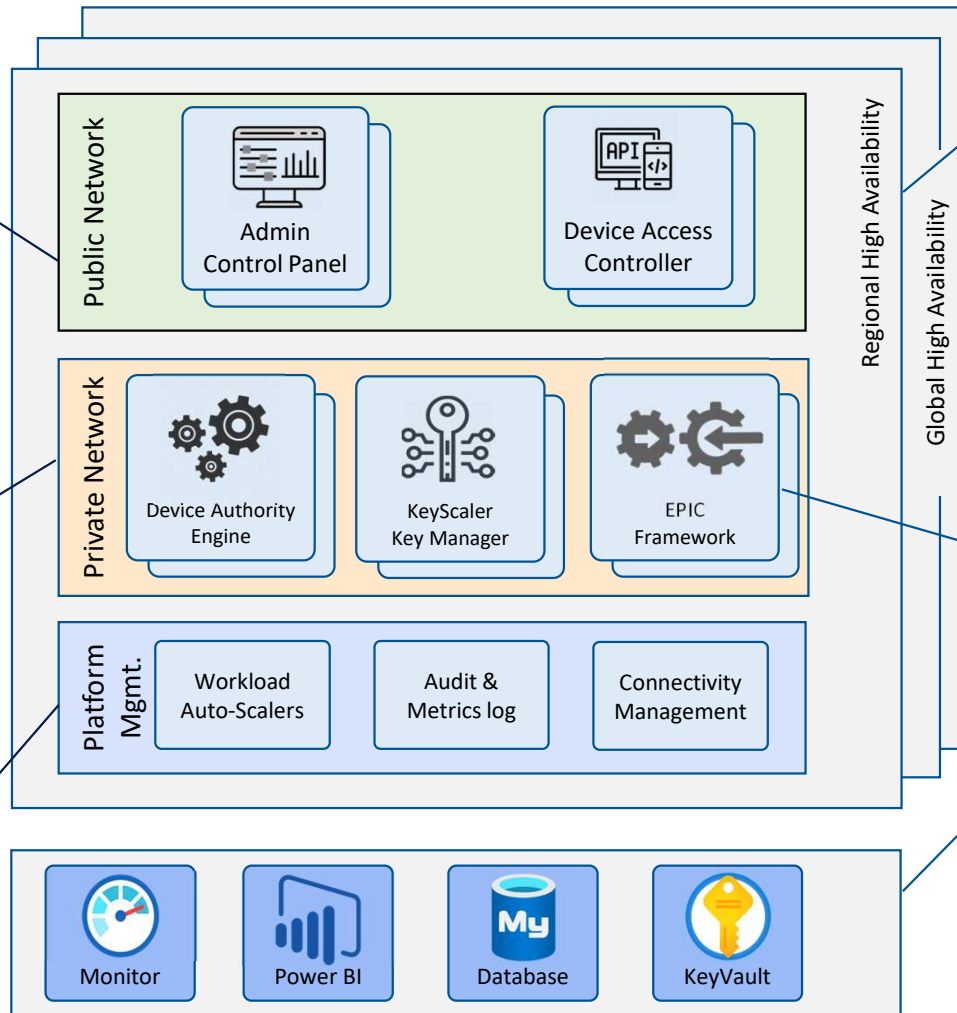 Public Network
Admin
Control Panel
API
</>
Device Access
Controller
Regional High Availability
Global High Availability
Private Network
Device Authority
Engine
KeyScaler
Key Manager
EPIC
Framework
Platform
Mgmt.
Workload
Auto-Scalers
Audit &
Metrics log
Connectivity
Management
Monitor
Power BI
My
Database
KeyVault